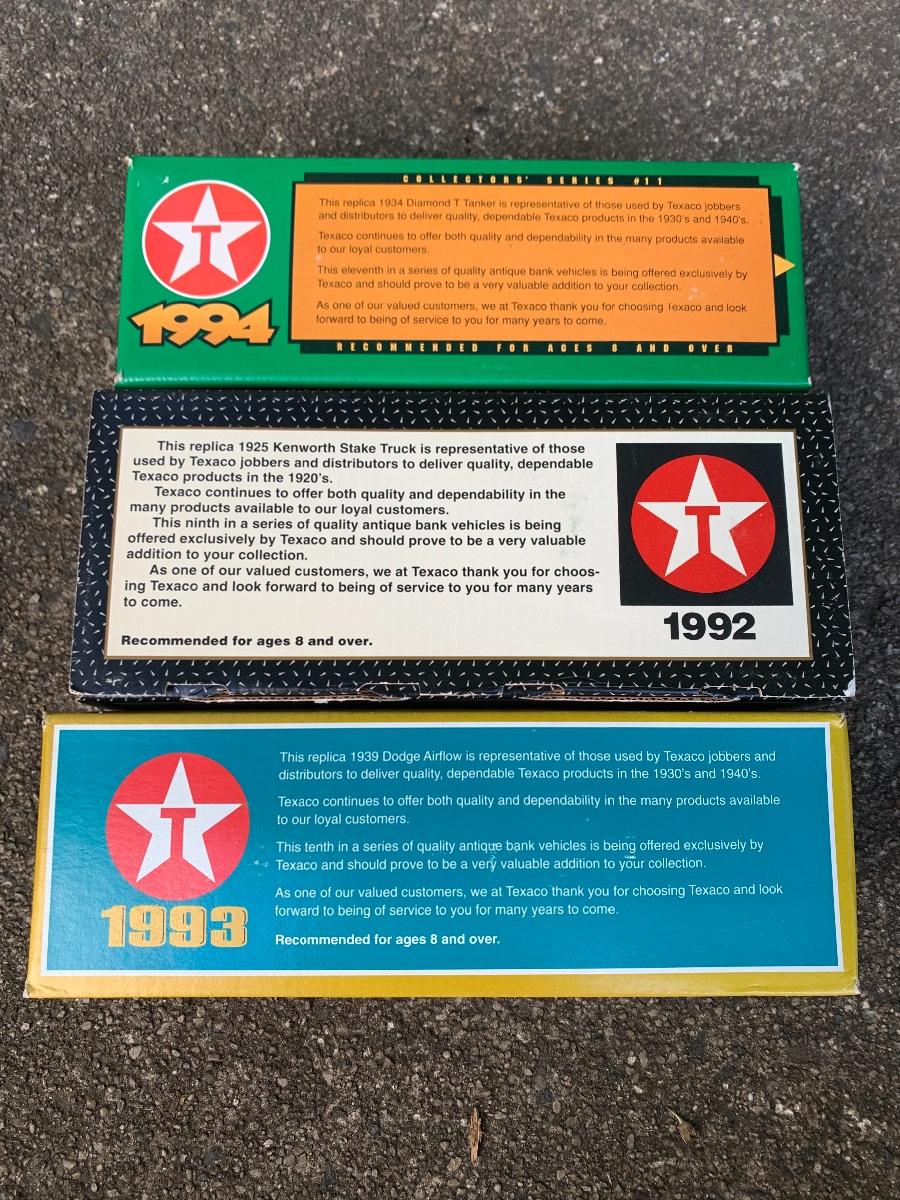 COLLECTORS' SERIES #11
This replica 1934 Diamond T Tanker is representative of those used by Texaco jobbers
and distributors to deliver quality, dependable Texaco products in the 1930's and 1940's.
Texaco continues to offer both quality and dependability in the many products available
to our loyal customers.
This eleventh in a series of quality antique bank vehicles is being offered exclusively by
Texaco and should prove to be a very valuable addition to your collection.
As one of our valued customers, we at Texaco thank you for choosing Texaco and look
forward to being of service to you for many years to come.
RECOMMENDED FOR AGES 8 AND OVER
T
1994
This replica 1925 Kenworth Stake Truck is representative of those
used by Texaco jobbers and distributors to deliver quality, dependable
Texaco products in the 1920's.
Texaco continues to offer both quality and dependability in the
many products available to our loyal customers.
This ninth in a series of quality antique bank vehicles is being
offered exclusively by Texaco and should prove to be a very valuable
addition to your collection.
As one of our valued customers, we at Texaco thank you for choos-
ing Texaco and look forward to being of service to you for many years
to come.
Recommended for ages 8 and over.
T
1992
T
1993
This replica 1939 Dodge Airflow is representative of those used by Texaco jobbers and
distributors to deliver quality, dependable Texaco products in the 1930's and 1940's.
Texaco continues to offer both quality and dependability in the many products available
to our loyal customers.
This tenth in a series of quality antique bank vehicles is being offered exclusively by
Texaco and should prove to be a very valuable addition to your collection.
As one of our valued customers, we at Texaco thank you for choosing Texaco and look
forward to being of service to you for many years to come.
Recommended for ages 8 and over.